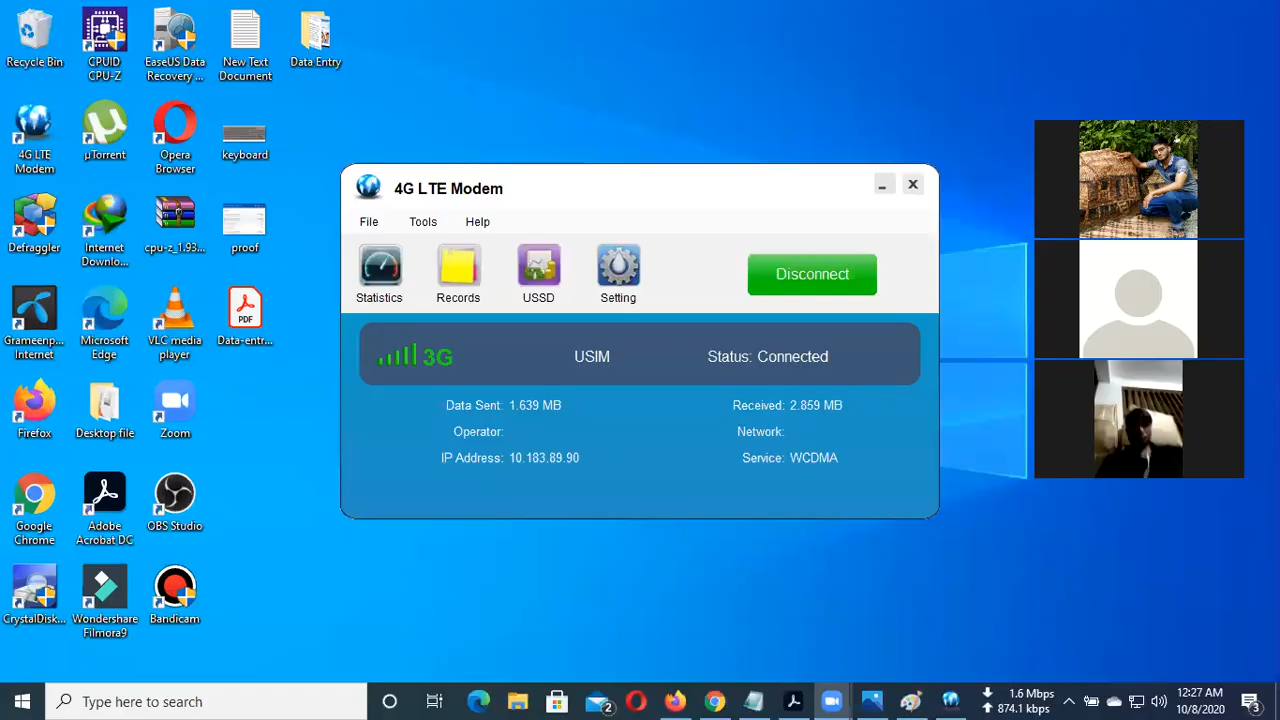 Recycle Bin
CPUID
CPU-Z
EaseUS Data
Recovery ...
New Text
Document
Data Entry
4G LTE
Modem
µTorrent
Opera
Browser
keyboard
Defraggler
Internet
Downlo...
cpu-z_1.93...
proof
Grameenp...
Internet
Microsoft
Edge
VLC media
player
PDF
Data-entr...
Firefox
Desktop file
Zoom
Google
Chrome
Adobe
Acrobat DC
OBS Studio
CrystalDisk...
Wondershare
Filmora9
Bandicam
4G LTE Modem
File Tools Help
Statistics Records USSD Setting
Disconnect
3G USIM Status: Connected
Data Sent: 1.639 MB Received: 2.859 MB
Operator: Network:
IP Address: 10.183.89.90 Service: WCDMA
Type here to search
2
1.6 Mbps
874.1 kbps
12:27 AM
10/8/2020
3